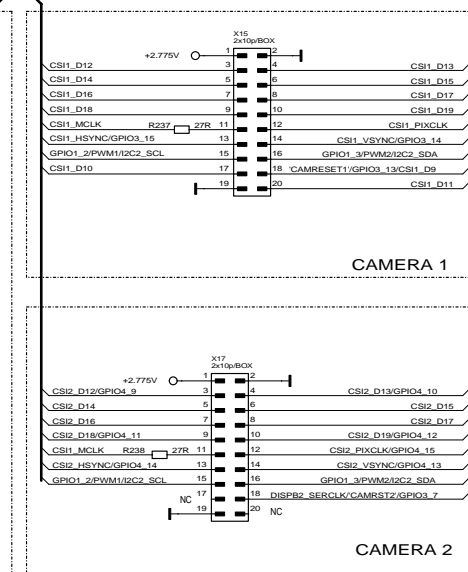 X15
2x10p/BOX
+2.775V 1 2
CSI1_D12 3 4 CSI1_D13
CSI1_D14 5 6 CSI1_D15
CSI1_D16 7 8 CSI1_D17
CSI1_D18 9 10 CSI1_D19
CSI1_MCLK R237 27R 11 12 CSI1_PIXCLK
CSI1_HSYNC/GPIO3_15 13 14 CSI1_VSYNC/GPIO3_14
GPIO1_2/PWM1/I2C2_SCL 15 16 GPIO1_3/PWM2/I2C2_SDA
CSI1_D10 17 18 'CAMRESET1'/GPIO3_13/CSI1_D9
19 20 CSI1_D11
CAMERA 1
X17
2x10p/BOX
+2.775V 1 2
CSI2_D12/GPIO4_9 3 4 CSI2_D13/GPIO4_10
CSI2_D14 5 6 CSI2_D15
CSI2_D16 7 8 CSI2_D17
CSI2_D18/GPIO4_11 9 10 CSI2_D19/GPIO4_12
CSI1_MCLK R238 27R 11 12 CSI2_PIXCLK/GPIO4_15
CSI2_HSYNC/GPIO4_14 13 14 CSI2_VSYNC/GPIO4_13
GPIO1_2/PWM1/I2C2_SCL 15 16 GPIO1_3/PWM2/I2C2_SDA
NC 17 18 DISPB2_SERCLK/'CAMRST2'/GPIO3_7
19 20 NC
CAMERA 2